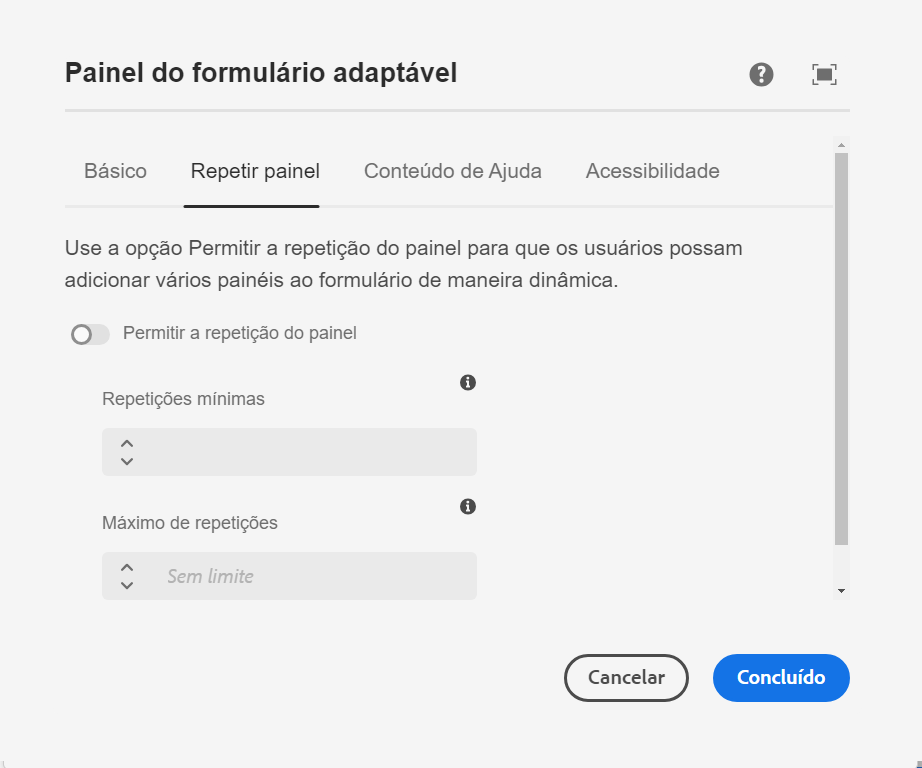 Painel do formulário adaptável
Básico Repetir painel Conteúdo de Ajuda Acessibilidade
Use a opção Permitir a repetição do painel para que os usuários possam
adicionar vários painéis ao formulário de maneira dinâmica.
Permitir a repetição do painel
Repetições mínimas
Máximo de repetições
Sem limite
Cancelar Concluído